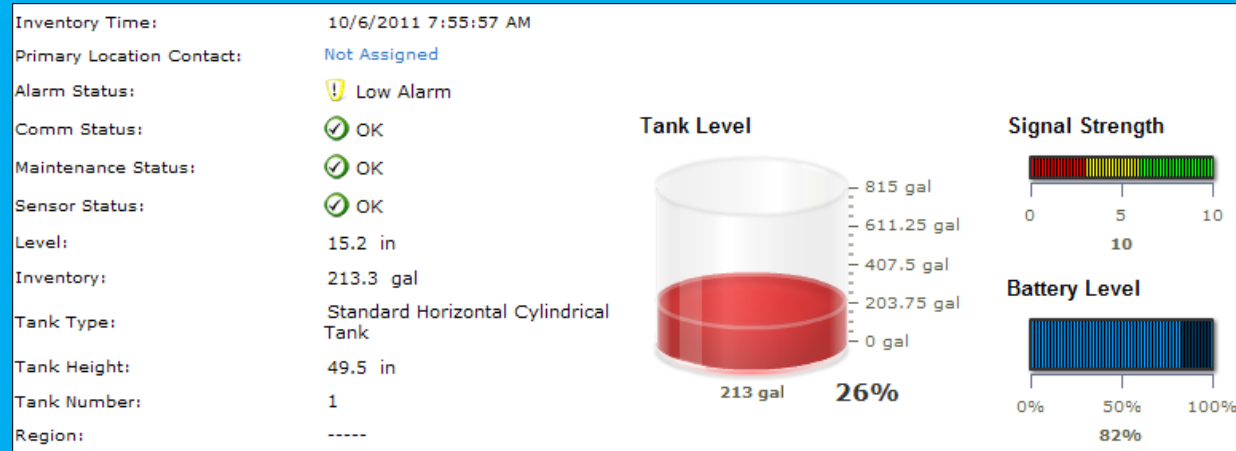 Inventory Time: 10/6/2011 7:55:57 AM
Primary Location Contact: Not Assigned
Alarm Status: Low Alarm
Comm Status: OK
Maintenance Status: OK
Sensor Status: OK
Level: 15.2 in
Inventory: 213.3 gal
Tank Type: Standard Horizontal Cylindrical
Tank
Tank Height: 49.5 in
Tank Number: 1
Region: -----
Tank Level
815 gal
611.25 gal
407.5 gal
203.75 gal
0 gal
213 gal 26%
Signal Strength
0 5 10
10
Battery Level
0% 50% 100%
82%